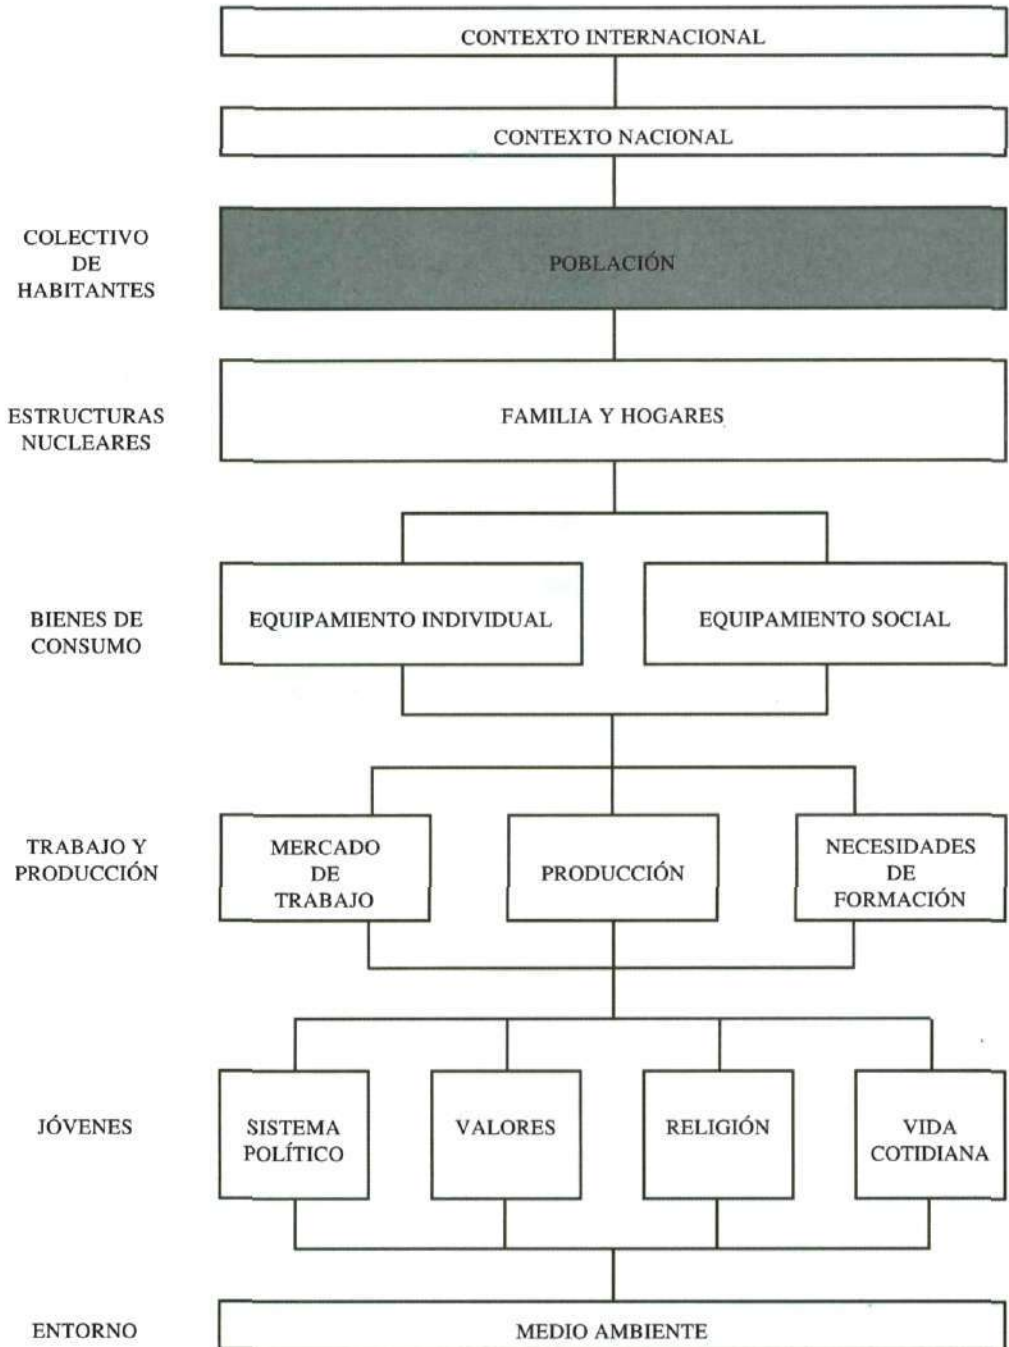 CONTEXTO INTERNACIONAL
CONTEXTO NACIONAL
COLECTIVO
DE
HABITANTES
POBLACIÓN
ESTRUCTURAS
NUCLEARES
FAMILIA Y HOGARES
BIENES DE
CONSUMO
EQUIPAMIENTO INDIVIDUAL
EQUIPAMIENTO SOCIAL
TRABAJO Y
PRODUCCIÓN
MERCADO
DE
TRABAJO
PRODUCCIÓN
NECESIDADES
DE
FORMACIÓN
JÓVENES
SISTEMA
POLÍTICO
VALORES
RELIGIÓN
VIDA
COTIDIANA
ENTORNO
MEDIO AMBIENTE